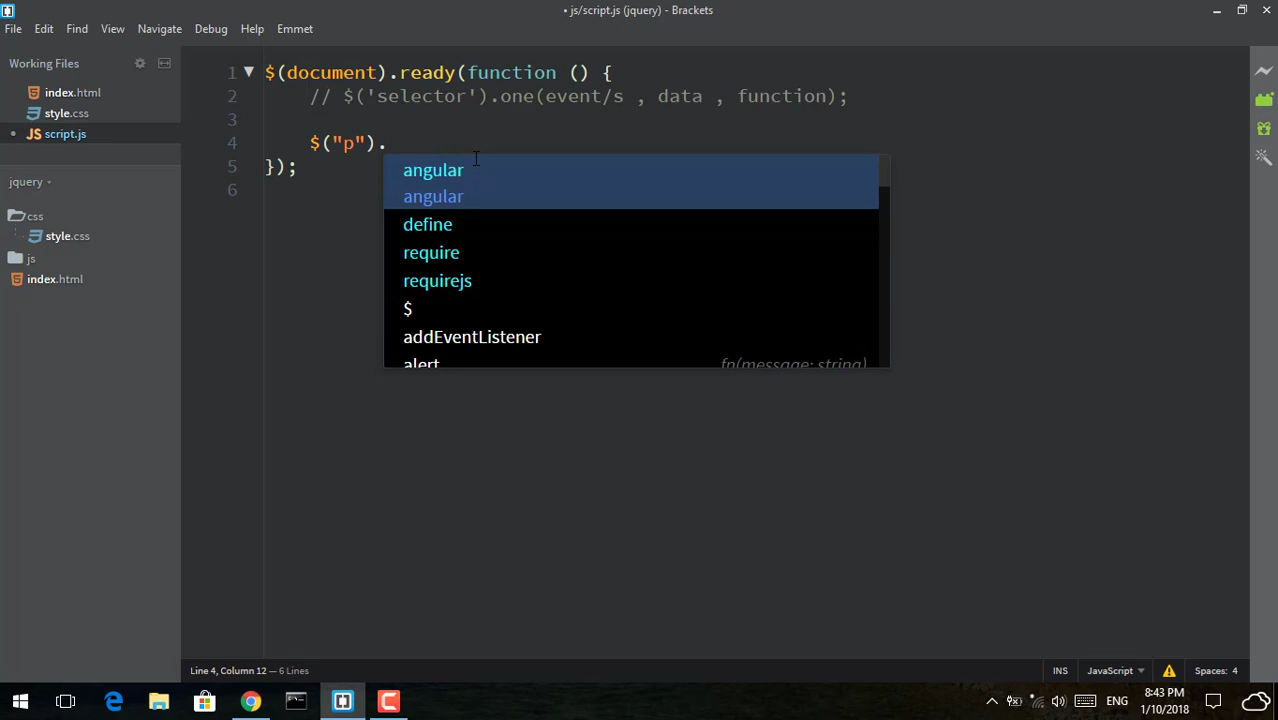 • js/script.js (jquery) - Brackets
File Edit Find View Navigate Debug Help Emmet
Working Files
index.html
style.css
• JS script.js
jquery
css
style.css
js
index.html
1 $(document).ready(function () {
2 // $('selector').one(event/s , data , function);
3
4 $("p").
5 });
6
angular
angular
define
require
requirejs
$
addEventListener
alert fn(message: string)
Line 4, Column 12 — 6 Lines
INS JavaScript Spaces: 4
ENG 8:43 PM
1/10/2018